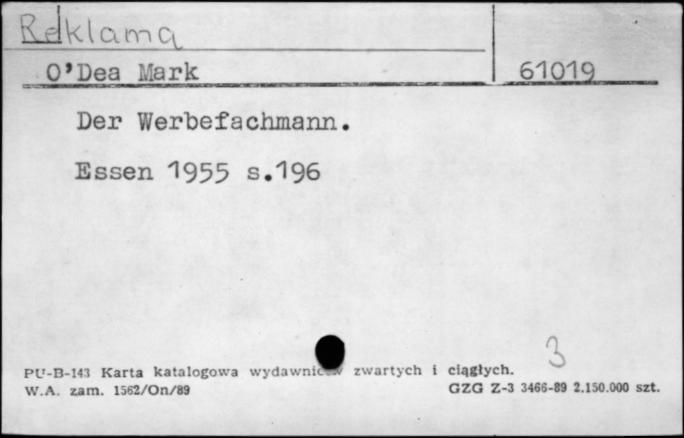 Reklama
O'Dea Mark 61019
Der Werbefachmann.
Essen 1955 s.196
3
PU-B-143 Karta katalogowa zwartych i ciągłych.
W.A. zam. 1562/On/89 GZG Z-3 3466-89 2.150.000 szt.